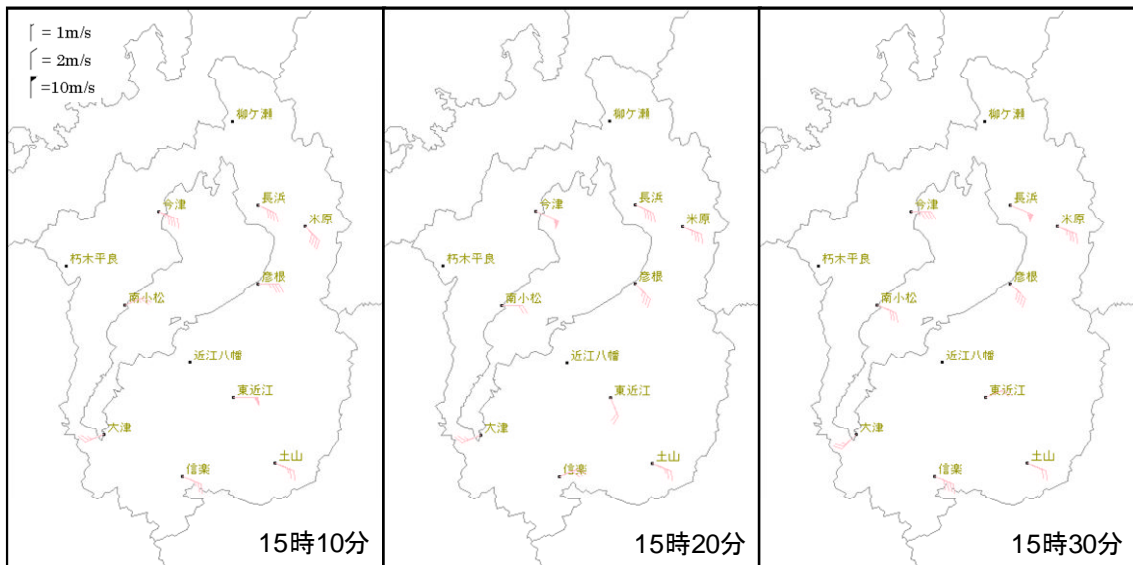 = 1m/s
= 2m/s
=10m/s
柳ケ瀬
今津
長浜
米原
朽木平良
彦根
南小松
近江八幡
東近江
大津
土山
信楽
15時10分
柳ケ瀬
今津
長浜
米原
朽木平良
彦根
南小松
近江八幡
東近江
大津
土山
信楽
15時20分
柳ケ瀬
今津
長浜
米原
朽木平良
彦根
南小松
近江八幡
東近江
大津
土山
信楽
15時30分